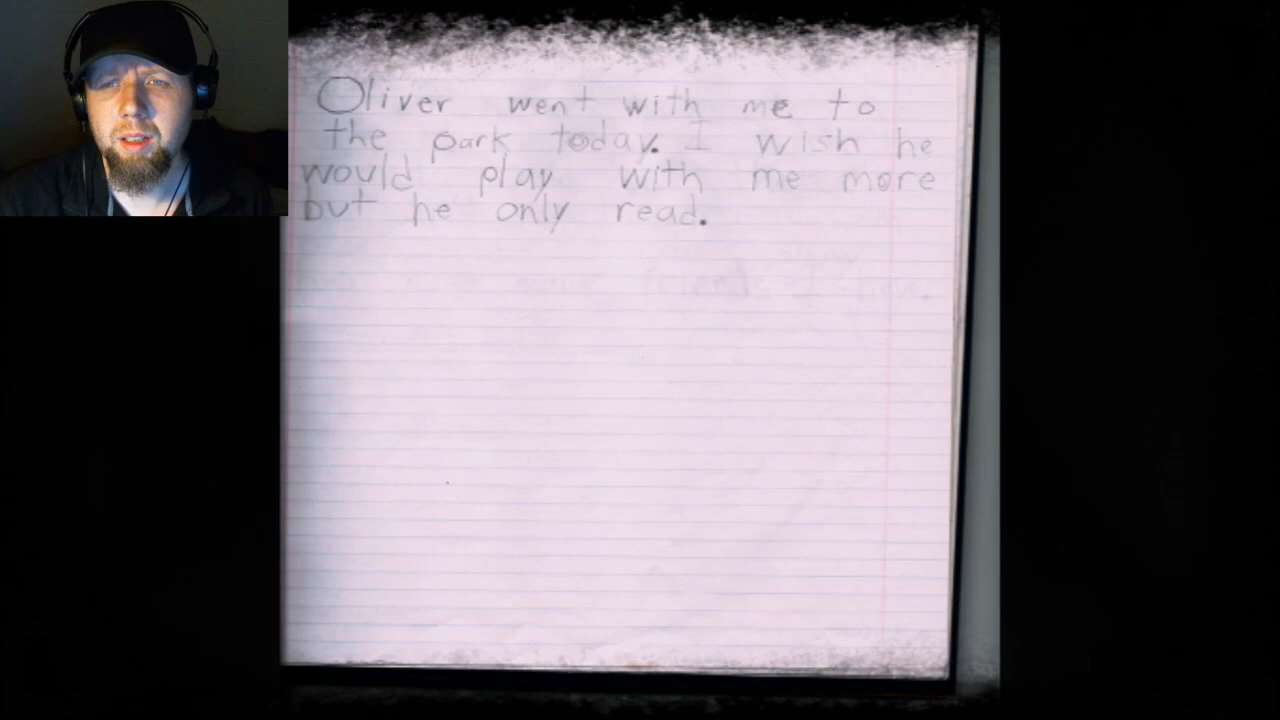 Oliver went with me to
the park today. I wish he
would play with me more
but he only read.